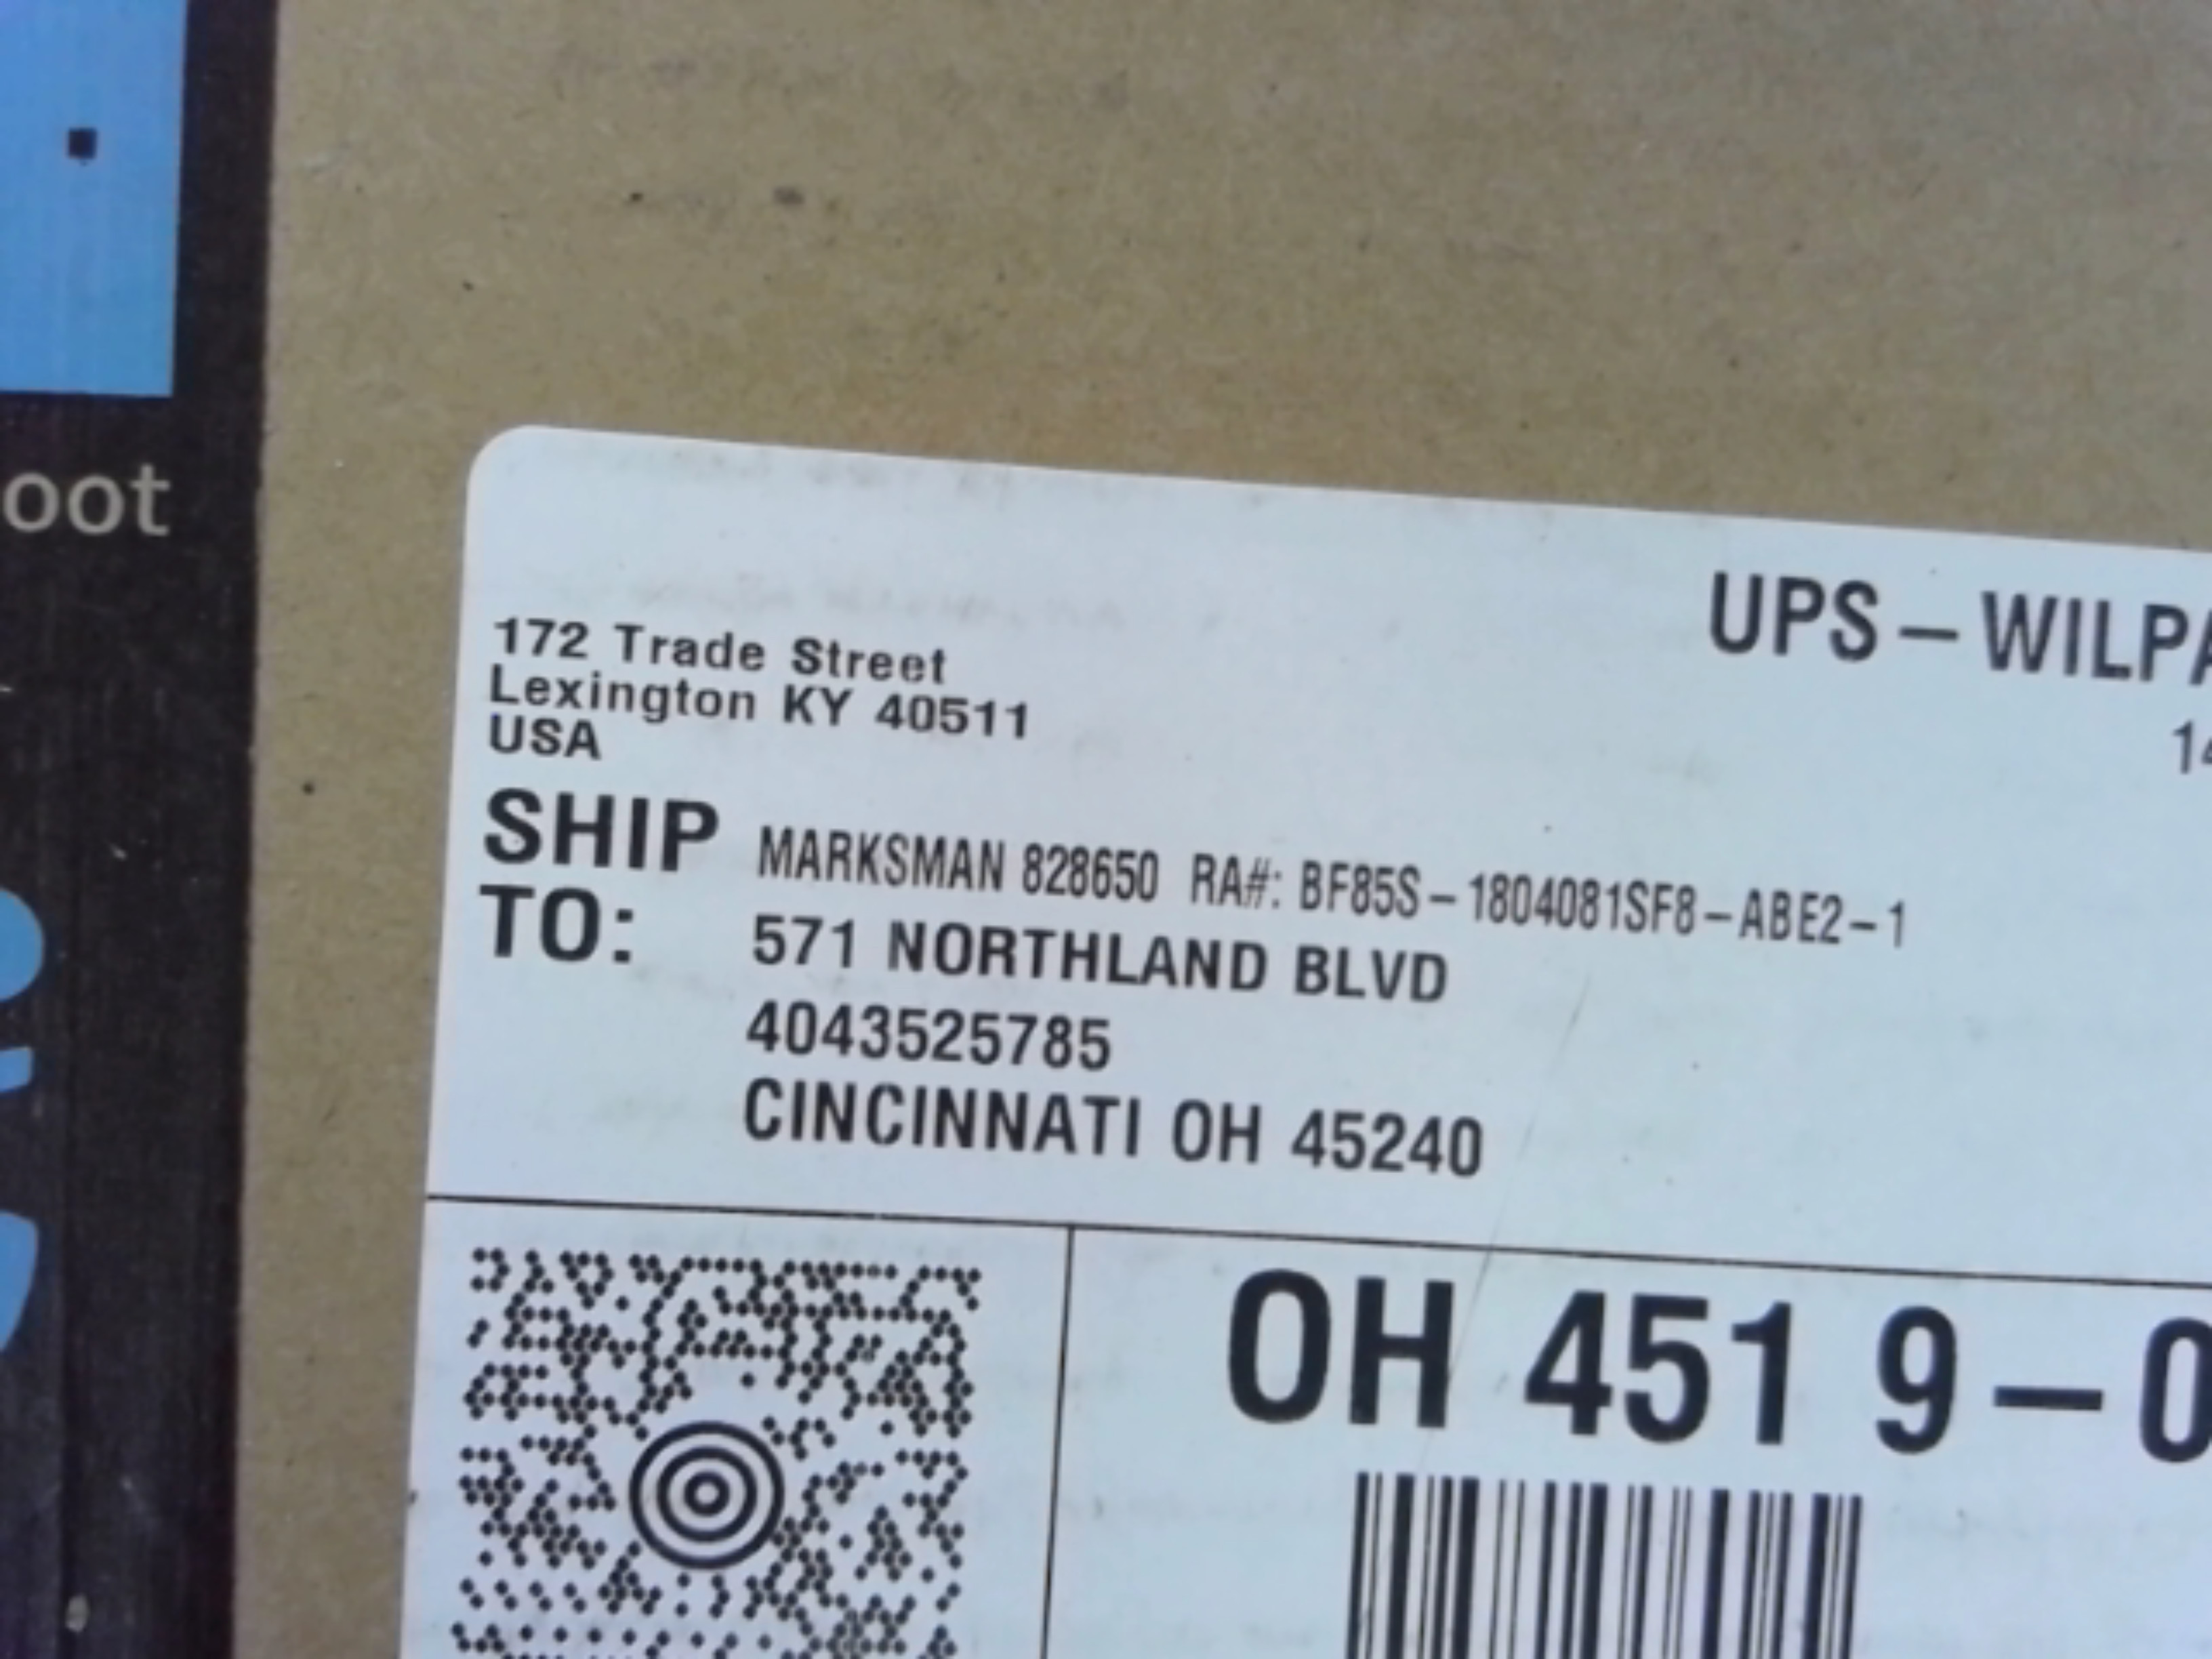 oot
UPS – WILPA
14
172 Trade Street
Lexington KY 40511
USA
SHIP TO:
MARKSMAN 828650 RA#: BF85S – 1804081SF8 – ABE2 – 1
571 NORTHLAND BLVD
4043525785
CINCINNATI OH 45240
OH 451 9 – 0